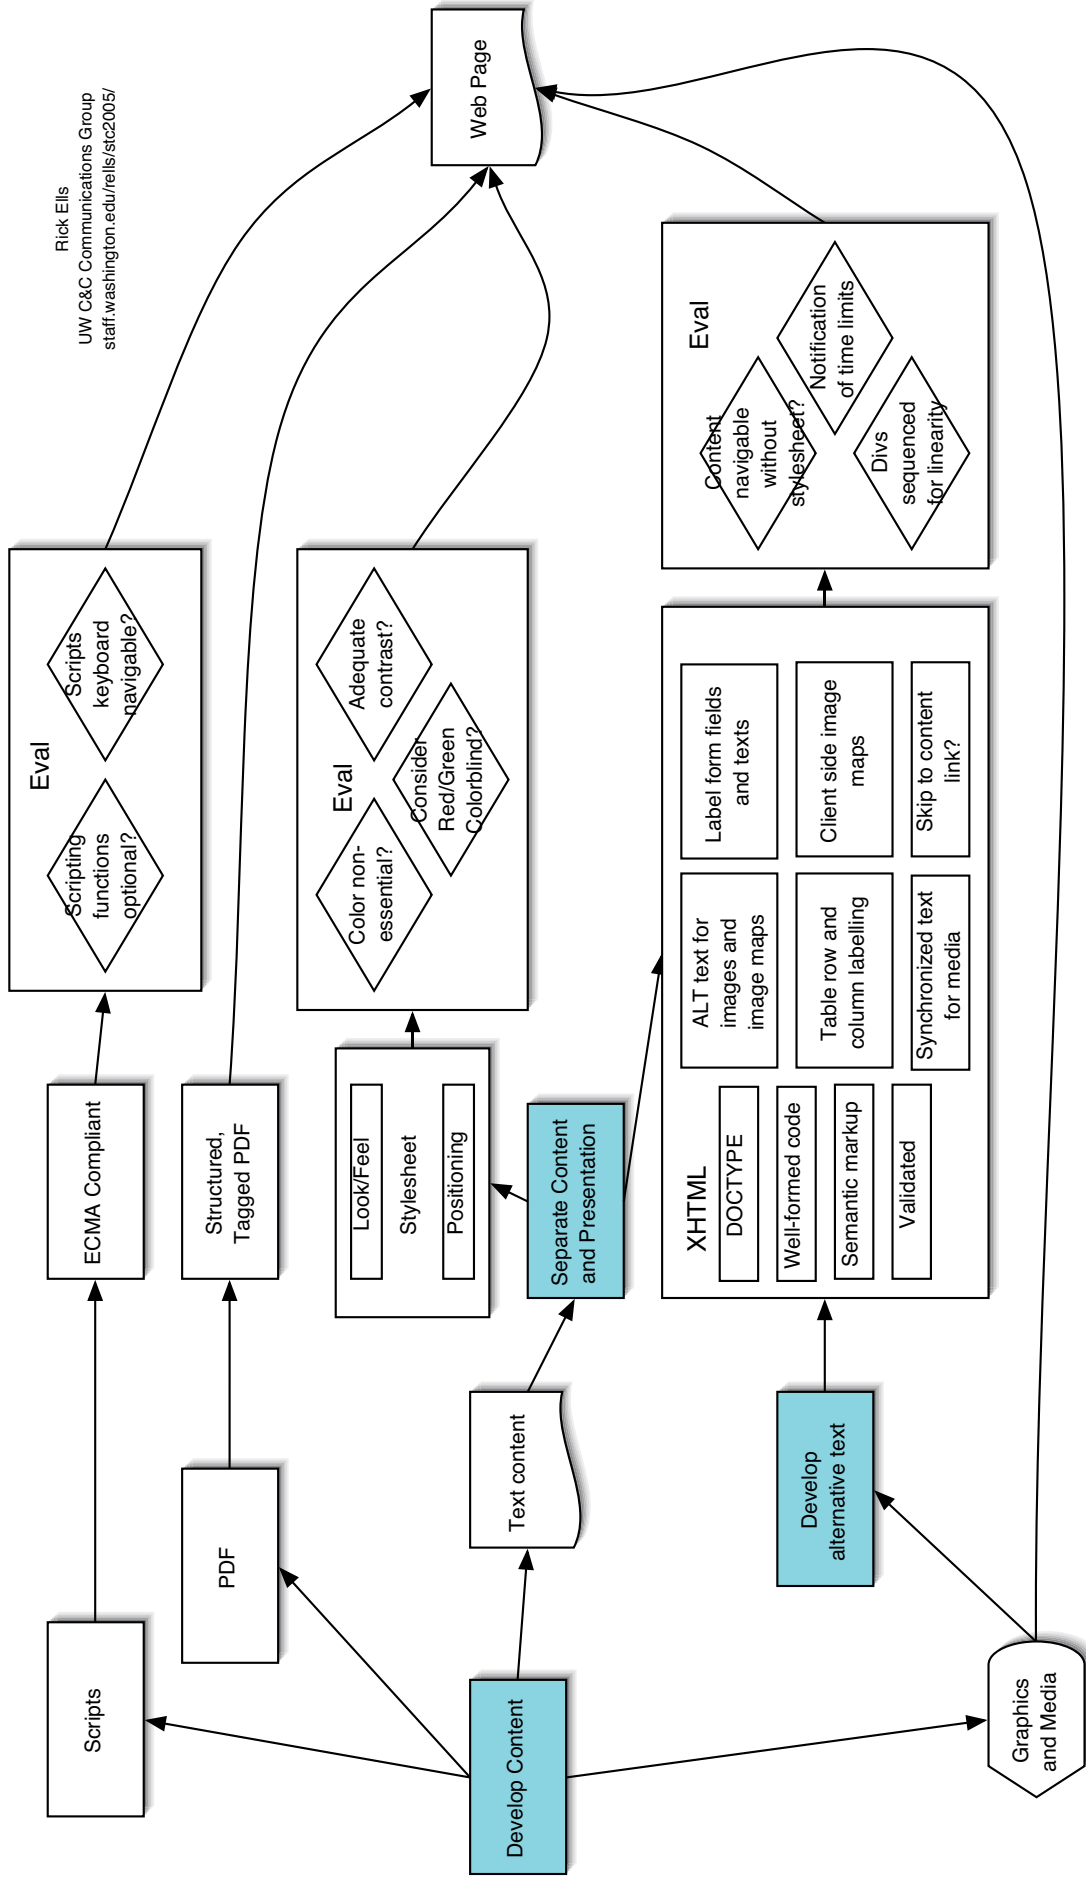 Rick Ells
UW C&C Communications Group
staff.washington.edu/rells/stc2005/
Scripts
ECMA Compliant
Eval
Scripting
functions
optional?
Scripts
keyboard
navigable?
PDF
Structured,
Tagged PDF
Web Page
Develop Content
Text content
Separate Content
and Presentation
Look/Feel
Stylesheet
Positioning
Eval
Color non-
essential?
Consider
Red/Green
Colorblind?
Adequate
contrast?
Graphics
and Media
Develop
alternative text
XHTML
DOCTYPE
Well-formed code
Semantic markup
Validated
ALT text for
images and
image maps
Label form fields
and texts
Table row and
column labelling
Client side image
maps
Synchronized text
for media
Skip to content
link?
Eval
Content
navigable
without
stylesheet?
Notification
of time limits
Divs
sequenced
for linearity